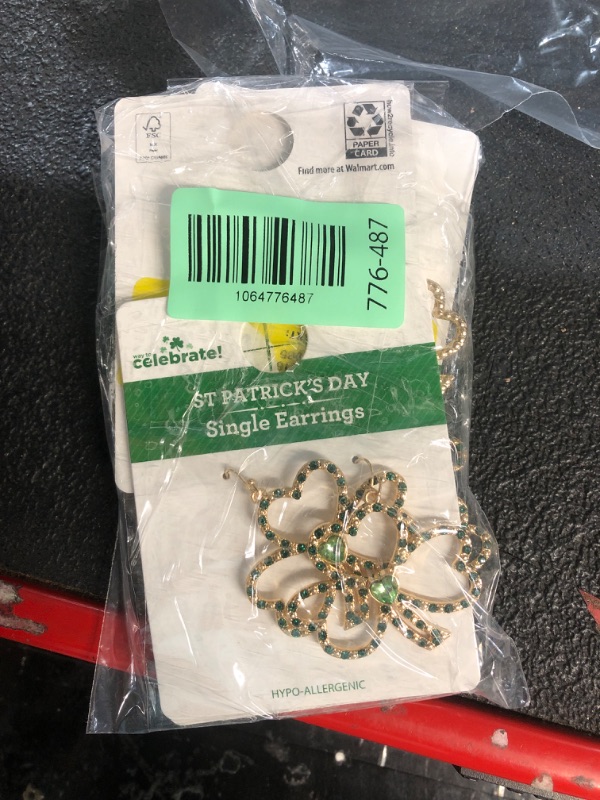 FSC
PAPER
CARD
Find more at Walmart.com
1064776487
776-487
way to
celebrate!
ST PATRICK'S DAY
Single Earrings
HYPO-ALLERGENIC